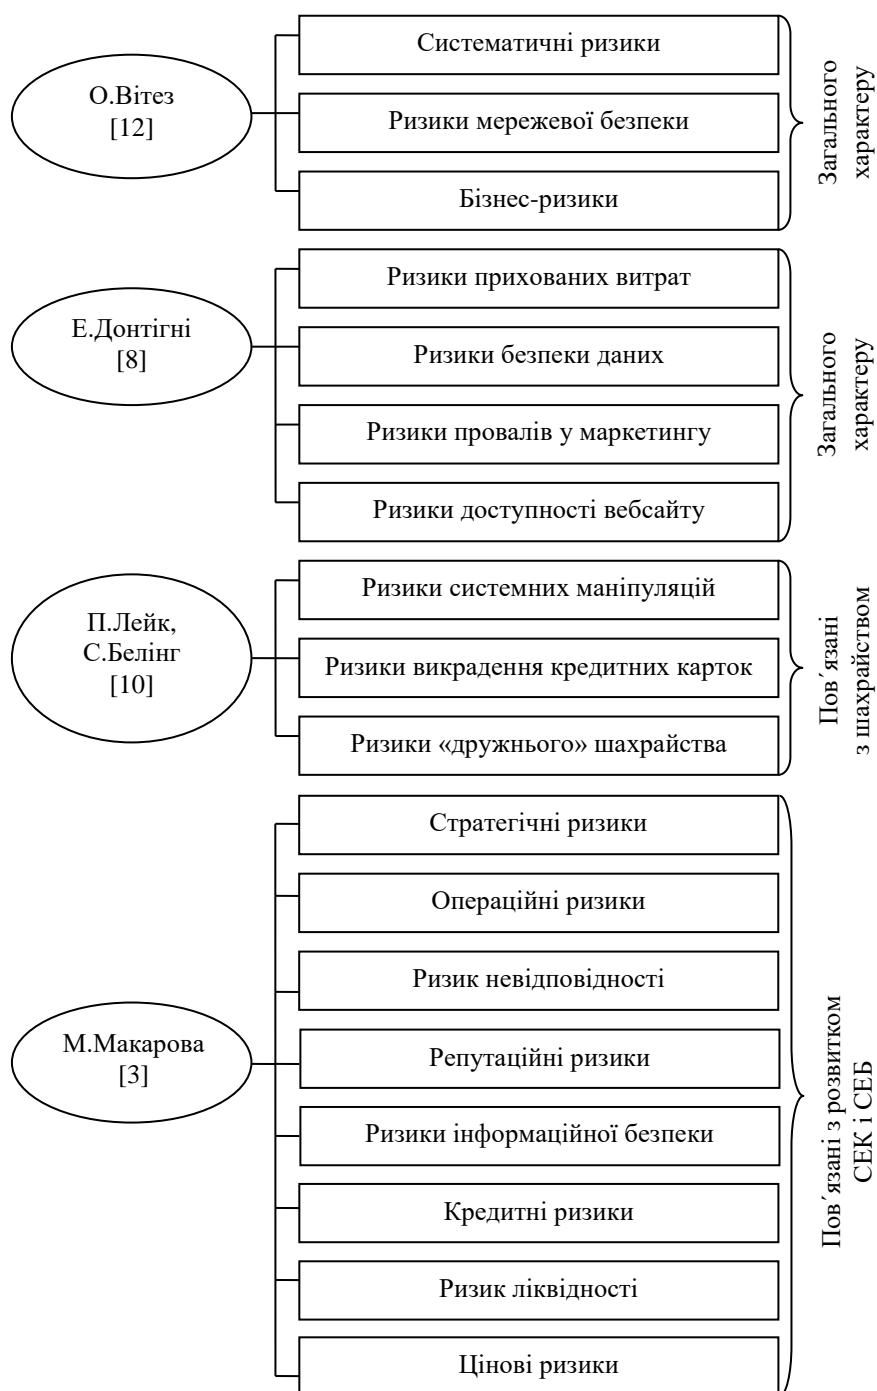 О.Вітез
[12]
Систематичні ризики
Ризики мережевої безпеки
Бізнес-ризики
Загального
характеру
Е.Донтігні
[8]
Ризики прихованих витрат
Ризики безпеки даних
Ризики провалів у маркетингу
Ризики доступності вебсайту
Загального
характеру
П.Лейк,
С.Белінг
[10]
Ризики системних маніпуляцій
Ризики викрадення кредитних карток
Ризики «дружнього» шахрайства
Пов´язані
з шахрайством
М.Макарова
[3]
Стратегічні ризики
Операційні ризики
Ризик невідповідності
Репутаційні ризики
Ризики інформаційної безпеки
Кредитні ризики
Ризик ліквідності
Цінові ризики
Пов´язані з розвитком
СЕК і СЕБ